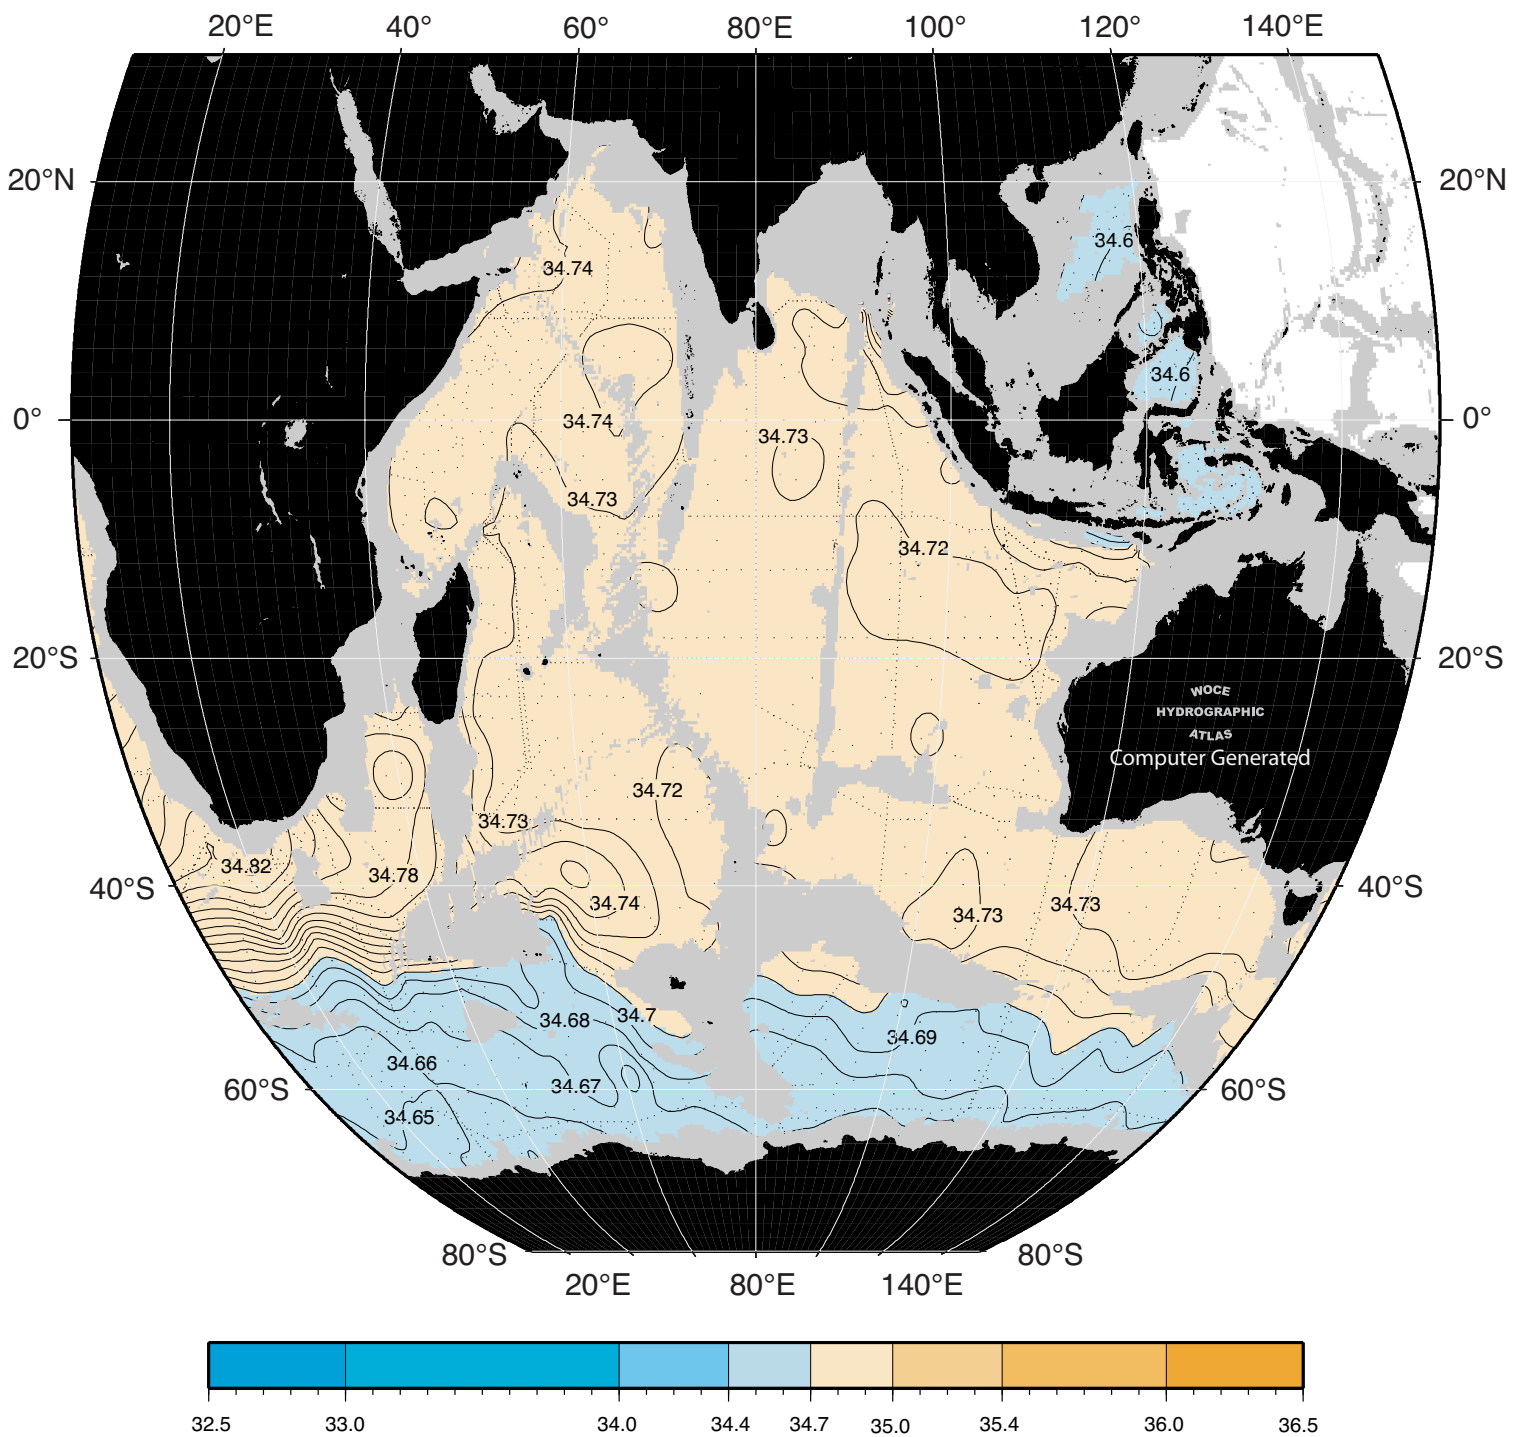 20°E 40° 60° 80°E 100° 120° 140°E
20°N 20°N
34.6
34.74
34.6
0° 0°
34.74
34.73
34.73
34.72
20°S 20°S
WOCE
HYDROGRAPHIC
ATLAS
Computer Generated
34.72
34.73
34.82
34.78
40°S 40°S
34.74
34.73
34.73
34.7
34.68
34.69
34.66
34.67
60°S 60°S
34.65
80°S 80°S
20°E 80°E 140°E
32.5 33.0 34.0 34.4 34.7 35.0 35.4 36.0 36.5